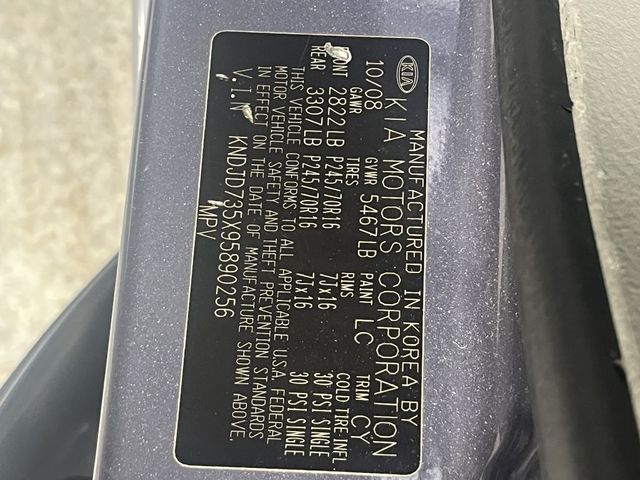 KIA
MANUFACTURED IN KOREA BY
KIA MOTORS CORPORATION
10/08 GVWR 5467LB PAINT LC TRIM CY
GAWR TIRES RIMS COLD TIRE INFL.
2822LB P245/70R16 7Jx16 30 PSI SINGLE
REAR 3307LB P245/70R16 7Jx16 30 PSI SINGLE
THIS VEHICLE CONFORMS TO ALL APPLICABLE U.S.A. FEDERAL
MOTOR VEHICLE SAFETY AND THEFT PREVENTION STANDARDS
IN EFFECT ON THE DATE OF MANUFACTURE SHOWN ABOVE.
V.I.N KNDJD735X95890256
MPV